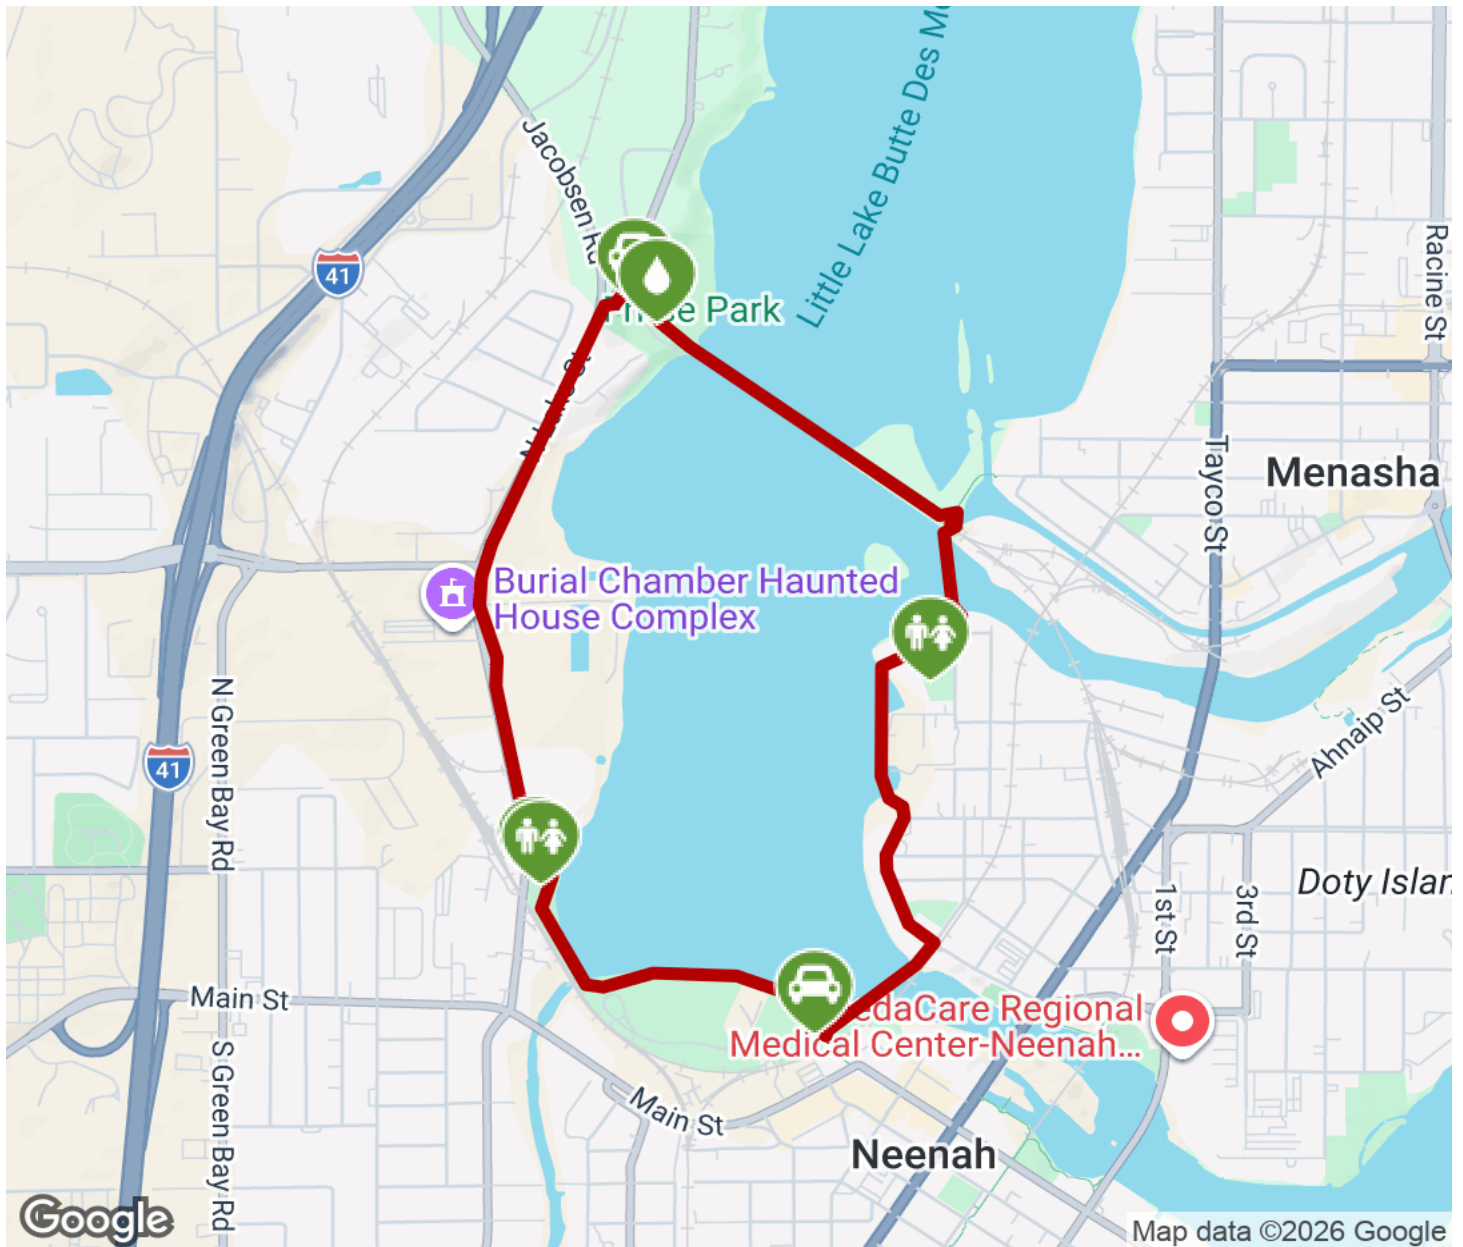 Jacobsen Rd
Little Lake Butte Des
41
Park
Racine St
N Lake St
Tayco St
Menasha
Burial Chamber Haunted
House Complex
N Green Bay Rd
41
Ahnaip St
1st St
3rd St
Doty Islan
Main St
edaCare Regional
Medical Center-Neenah...
S Green Bay Rd
Main St
Neenah
Google
Map data ©2026 Google